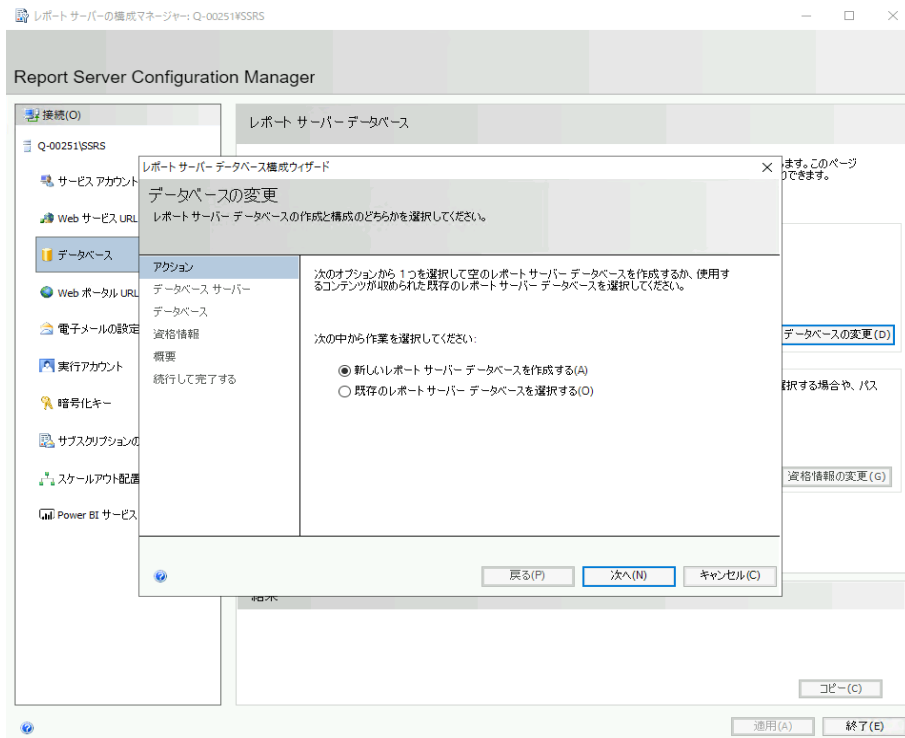 レポート サーバーの構成マネージャー: Q-00251¥SSRS
Report Server Configuration Manager
接続(O)
Q-00251\SSRS
サービス アカウント
Web サービス URL
データベース
Web ポータル URL
電子メールの設定
実行アカウント
暗号化キー
サブスクリプションの
スケールアウト配置
Power BI サービス
レポート サーバー データベース
ます。このページ
できます。
データベースの変更(D)
択する場合や、パス
資格情報の変更(G)
レポート サーバー データベース構成ウィザード
データベースの変更
レポート サーバー データベースの作成と構成のどちらかを選択してください。
アクション
データベース サーバー
データベース
資格情報
概要
続行して完了する
次のオプションから 1 つを選択して空のレポート サーバー データベースを作成するか、使用す
るコンテンツが収められた既存のレポート サーバー データベースを選択してください。
次の中から作業を選択してください:
新しいレポート サーバー データベースを作成する(A)
既存のレポート サーバー データベースを選択する(O)
戻る(P)
次へ(N)
キャンセル(C)
結果
コピー(C)
適用(A)
終了(E)